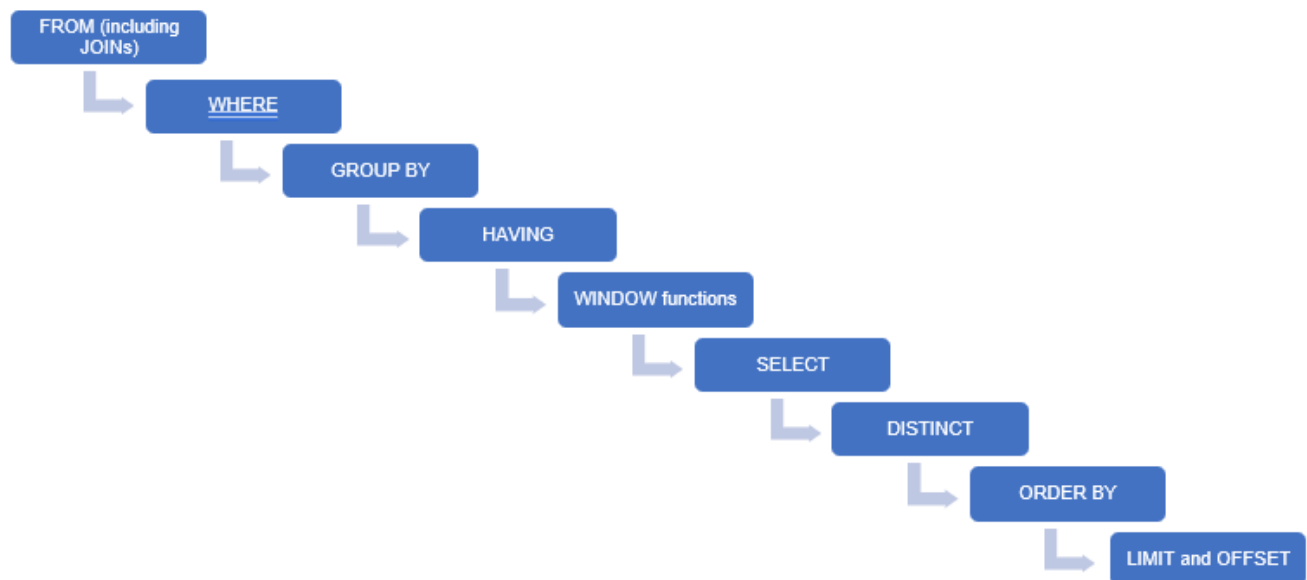 FROM (including
JOINs)
WHERE
GROUP BY
HAVING
WINDOW functions
SELECT
DISTINCT
ORDER BY
LIMIT and OFFSET